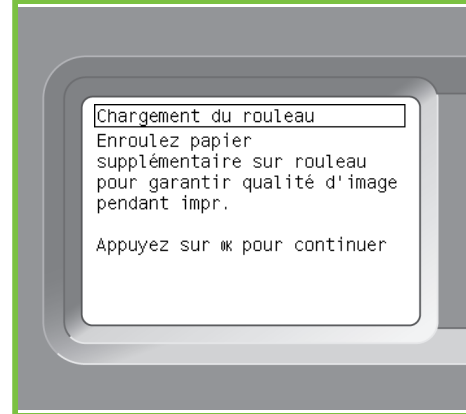 Chargement du rouleau
Enroulez papier
supplémentaire sur rouleau
pour garantir qualité d'image
pendant impr.
Appuyez sur OK pour continuer